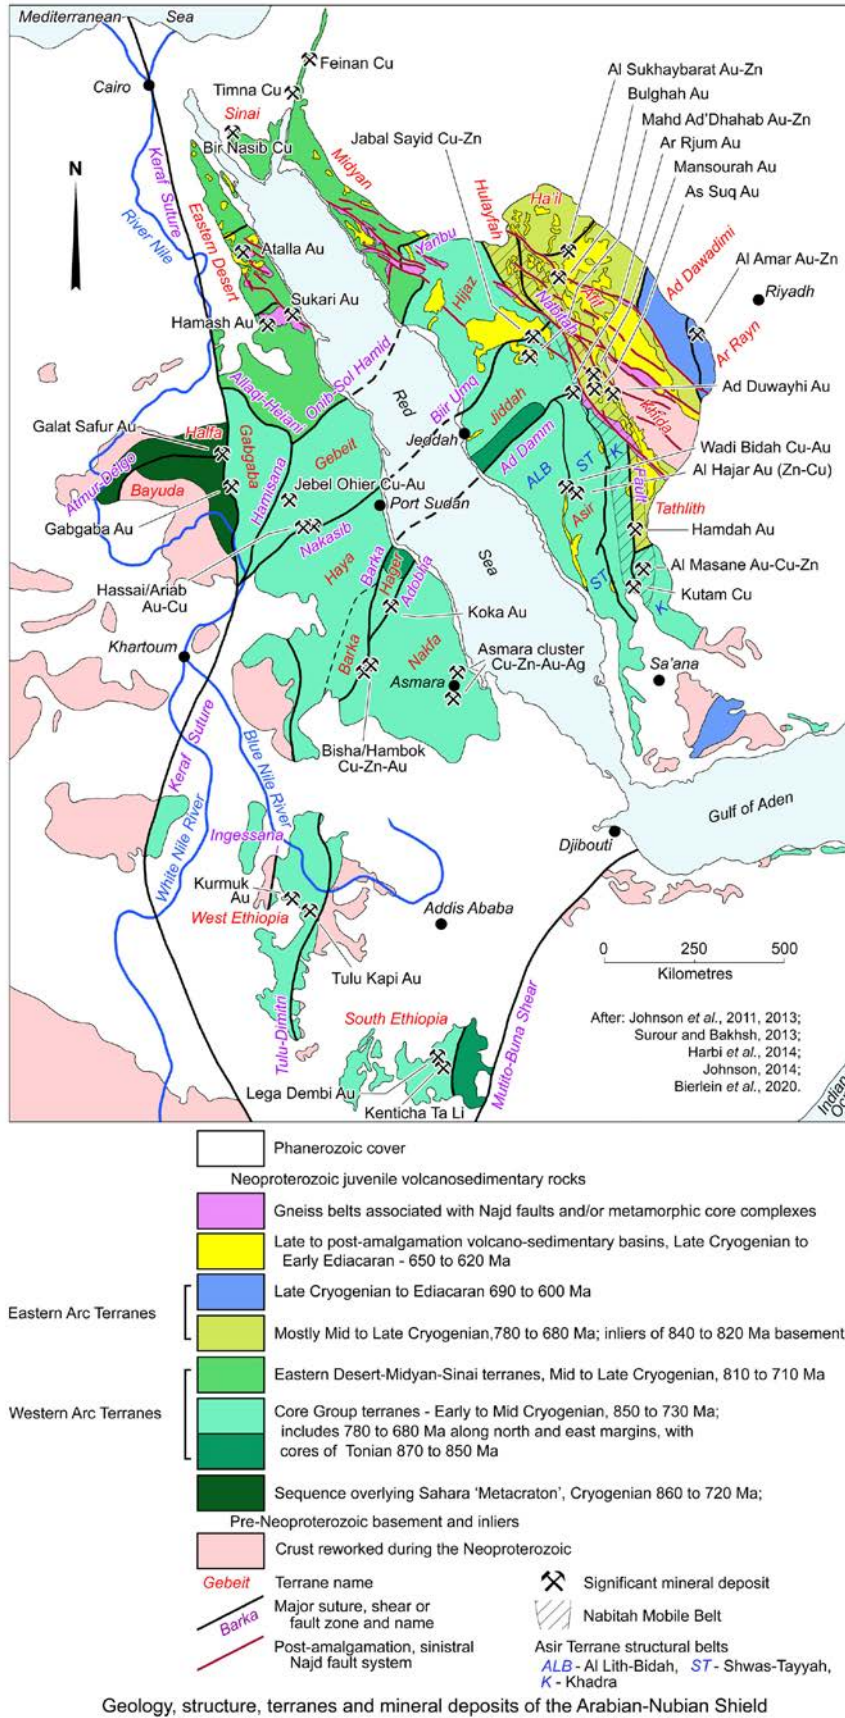 Mediterranean Sea
Cairo
Feinan Cu
Timna Cu
Sinai
Bir Nasib Cu
Al Sukhaybarat Au-Zn
Bulghah Au
Mahd Ad'Dhahab Au-Zn
Ar Rjum Au
Mansourah Au
As Suq Au
Jabal Sayid Cu-Zn
N
Keraf Suture
River Nile
Midyan
Hulayfah
Ha'il
Eastern Desert
Atalla Au
Yanbu
Hijaz
Afif
Nabitah
Ad Dawadimi
Al Amar Au-Zn
Riyadh
Sukari Au
Hamash Au
Ar Rayn
Allaqi-Heiani
Onib-Sol Hamid
Red
Sea
Biir Umq
Jiddah
Jeddah
Ad Damm
Khida
Ad Duwayhi Au
Galat Safur Au
Halfa
Gabgaba
Gebeit
Atmur-Delgo
Bayuda
Hamisana
Jebel Ohier Cu-Au
Port Sudan
ALB
ST
K
Fault
Wadi Bidah Cu-Au
Al Hajar Au (Zn-Cu)
Asir
Tathlith
Gabgaba Au
Nakasib
Hamdah Au
Haya
Barka
Hager
Adobha
Hassai/Ariab
Au-Cu
Koka Au
ST
K
Al Masane Au-Cu-Zn
Kutam Cu
Khartoum
Barka
Nakfa
Asmara cluster
Cu-Zn-Au-Ag
Asmara
Sa'ana
Bisha/Hambok
Cu-Zn-Au
Keraf Suture
Blue Nile River
White Nile River
Gulf of Aden
Ingessana
Djibouti
Kurmuk
Au
West Ethiopia
Addis Ababa
Tulu Kapi Au
Tulu-Dimitri
0 250 500
Kilometres
Mutito-Buna Shear
South Ethiopia
Lega Dembi Au
Kenticha Ta Li
After: Johnson et al., 2011, 2013;
Surour and Bakhsh, 2013;
Harbi et al., 2014;
Johnson, 2014;
Bierlein et al., 2020.
Indian
Phanerozoic cover
Neoproterozoic juvenile volcanosedimentary rocks
Gneiss belts associated with Najd faults and/or metamorphic core complexes
Late to post-amalgamation volcano-sedimentary basins, Late Cryogenian to
Early Ediacaran - 650 to 620 Ma
Eastern Arc Terranes
Late Cryogenian to Ediacaran 690 to 600 Ma
Mostly Mid to Late Cryogenian,780 to 680 Ma; inliers of 840 to 820 Ma basement
Western Arc Terranes
Eastern Desert-Midyan-Sinai terranes, Mid to Late Cryogenian, 810 to 710 Ma
Core Group terranes - Early to Mid Cryogenian, 850 to 730 Ma;
includes 780 to 680 Ma along north and east margins, with
cores of Tonian 870 to 850 Ma
Sequence overlying Sahara 'Metacraton', Cryogenian 860 to 720 Ma;
Pre-Neoproterozoic basement and inliers
Crust reworked during the Neoproterozoic
Gebeit Terrane name
Barka Major suture, shear or
fault zone and name
Post-amalgamation, sinistral
Najd fault system
Significant mineral deposit
Nabitah Mobile Belt
Asir Terrane structural belts
ALB - Al Lith-Bidah, ST - Shwas-Tayyah,
K - Khadra
Geology, structure, terranes and mineral deposits of the Arabian-Nubian Shield